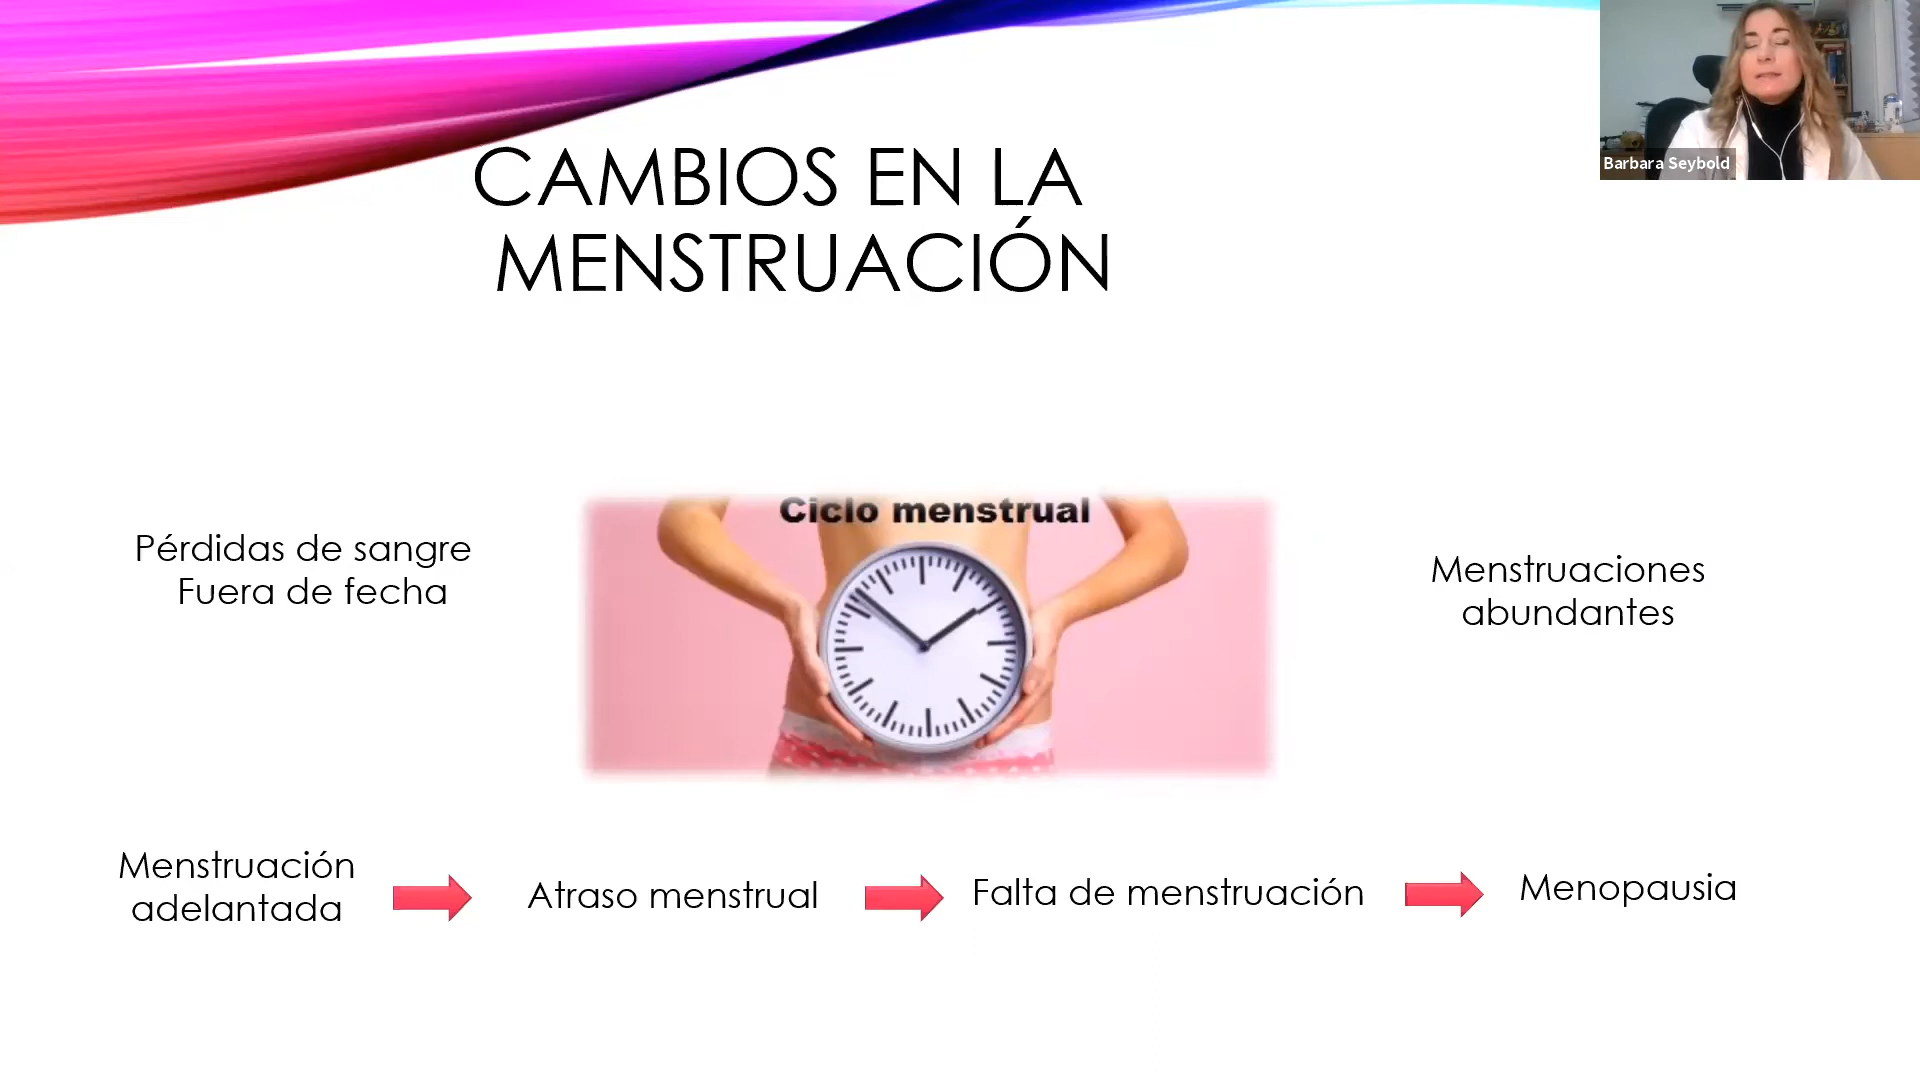 Barbara Seybold
CAMBIOS EN LA
MENSTRUACIÓN
Ciclo menstrual
Pérdidas de sangre
Fuera de fecha
Menstruaciones
abundantes
Menstruación
adelantada
Atraso menstrual
Falta de menstruación
Menopausia